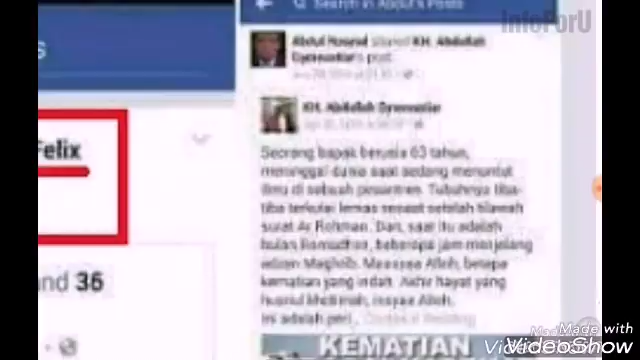 Search in Abdul's Posts
InfoForU
Abdul shared KH. Abdullah
Gymnastiar's post
KH. Abdullah Gymnastiar
Felix
Seorang bapak berusia 63 tahun,
meninggal dunia saat sedang menuntut
ilmu di sebuah pesantren. Tubuhnya tiba-
tiba terkulai lemas sesaat setelah tilawah
surat Ar Rohman. Dan, saat itu adalah
bulan Romadhon, beberapa jam menjelang
adzan Maghrib. Masyaa Alloh, betapa
kematian yang indah. Akhir hayat yang
husnul khotimah, insyaa Alloh.
Ini adalah peri...
and 36
KEMATIAN
Made with
VideoShow